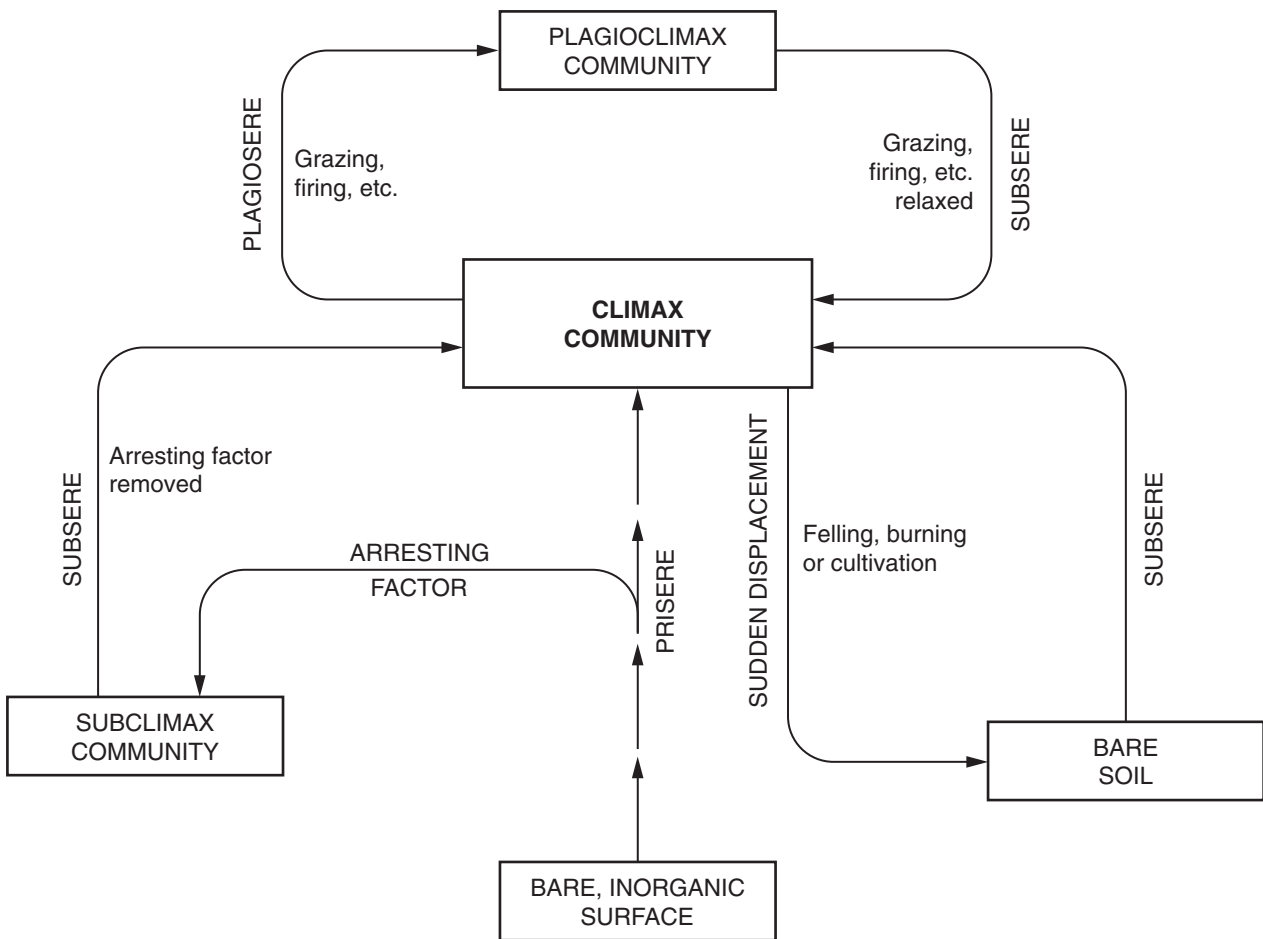 PLAGIOCLIMAX
COMMUNITY
PLAGIOSERE
Grazing,
firing, etc.
Grazing,
firing, etc.
relaxed
SUBSERE
CLIMAX
COMMUNITY
SUBSERE
Arresting factor
removed
ARRESTING
FACTOR
PRISERE
SUDDEN DISPLACEMENT
Felling, burning
or cultivation
SUBSERE
SUBCLIMAX
COMMUNITY
BARE
SOIL
BARE, INORGANIC
SURFACE